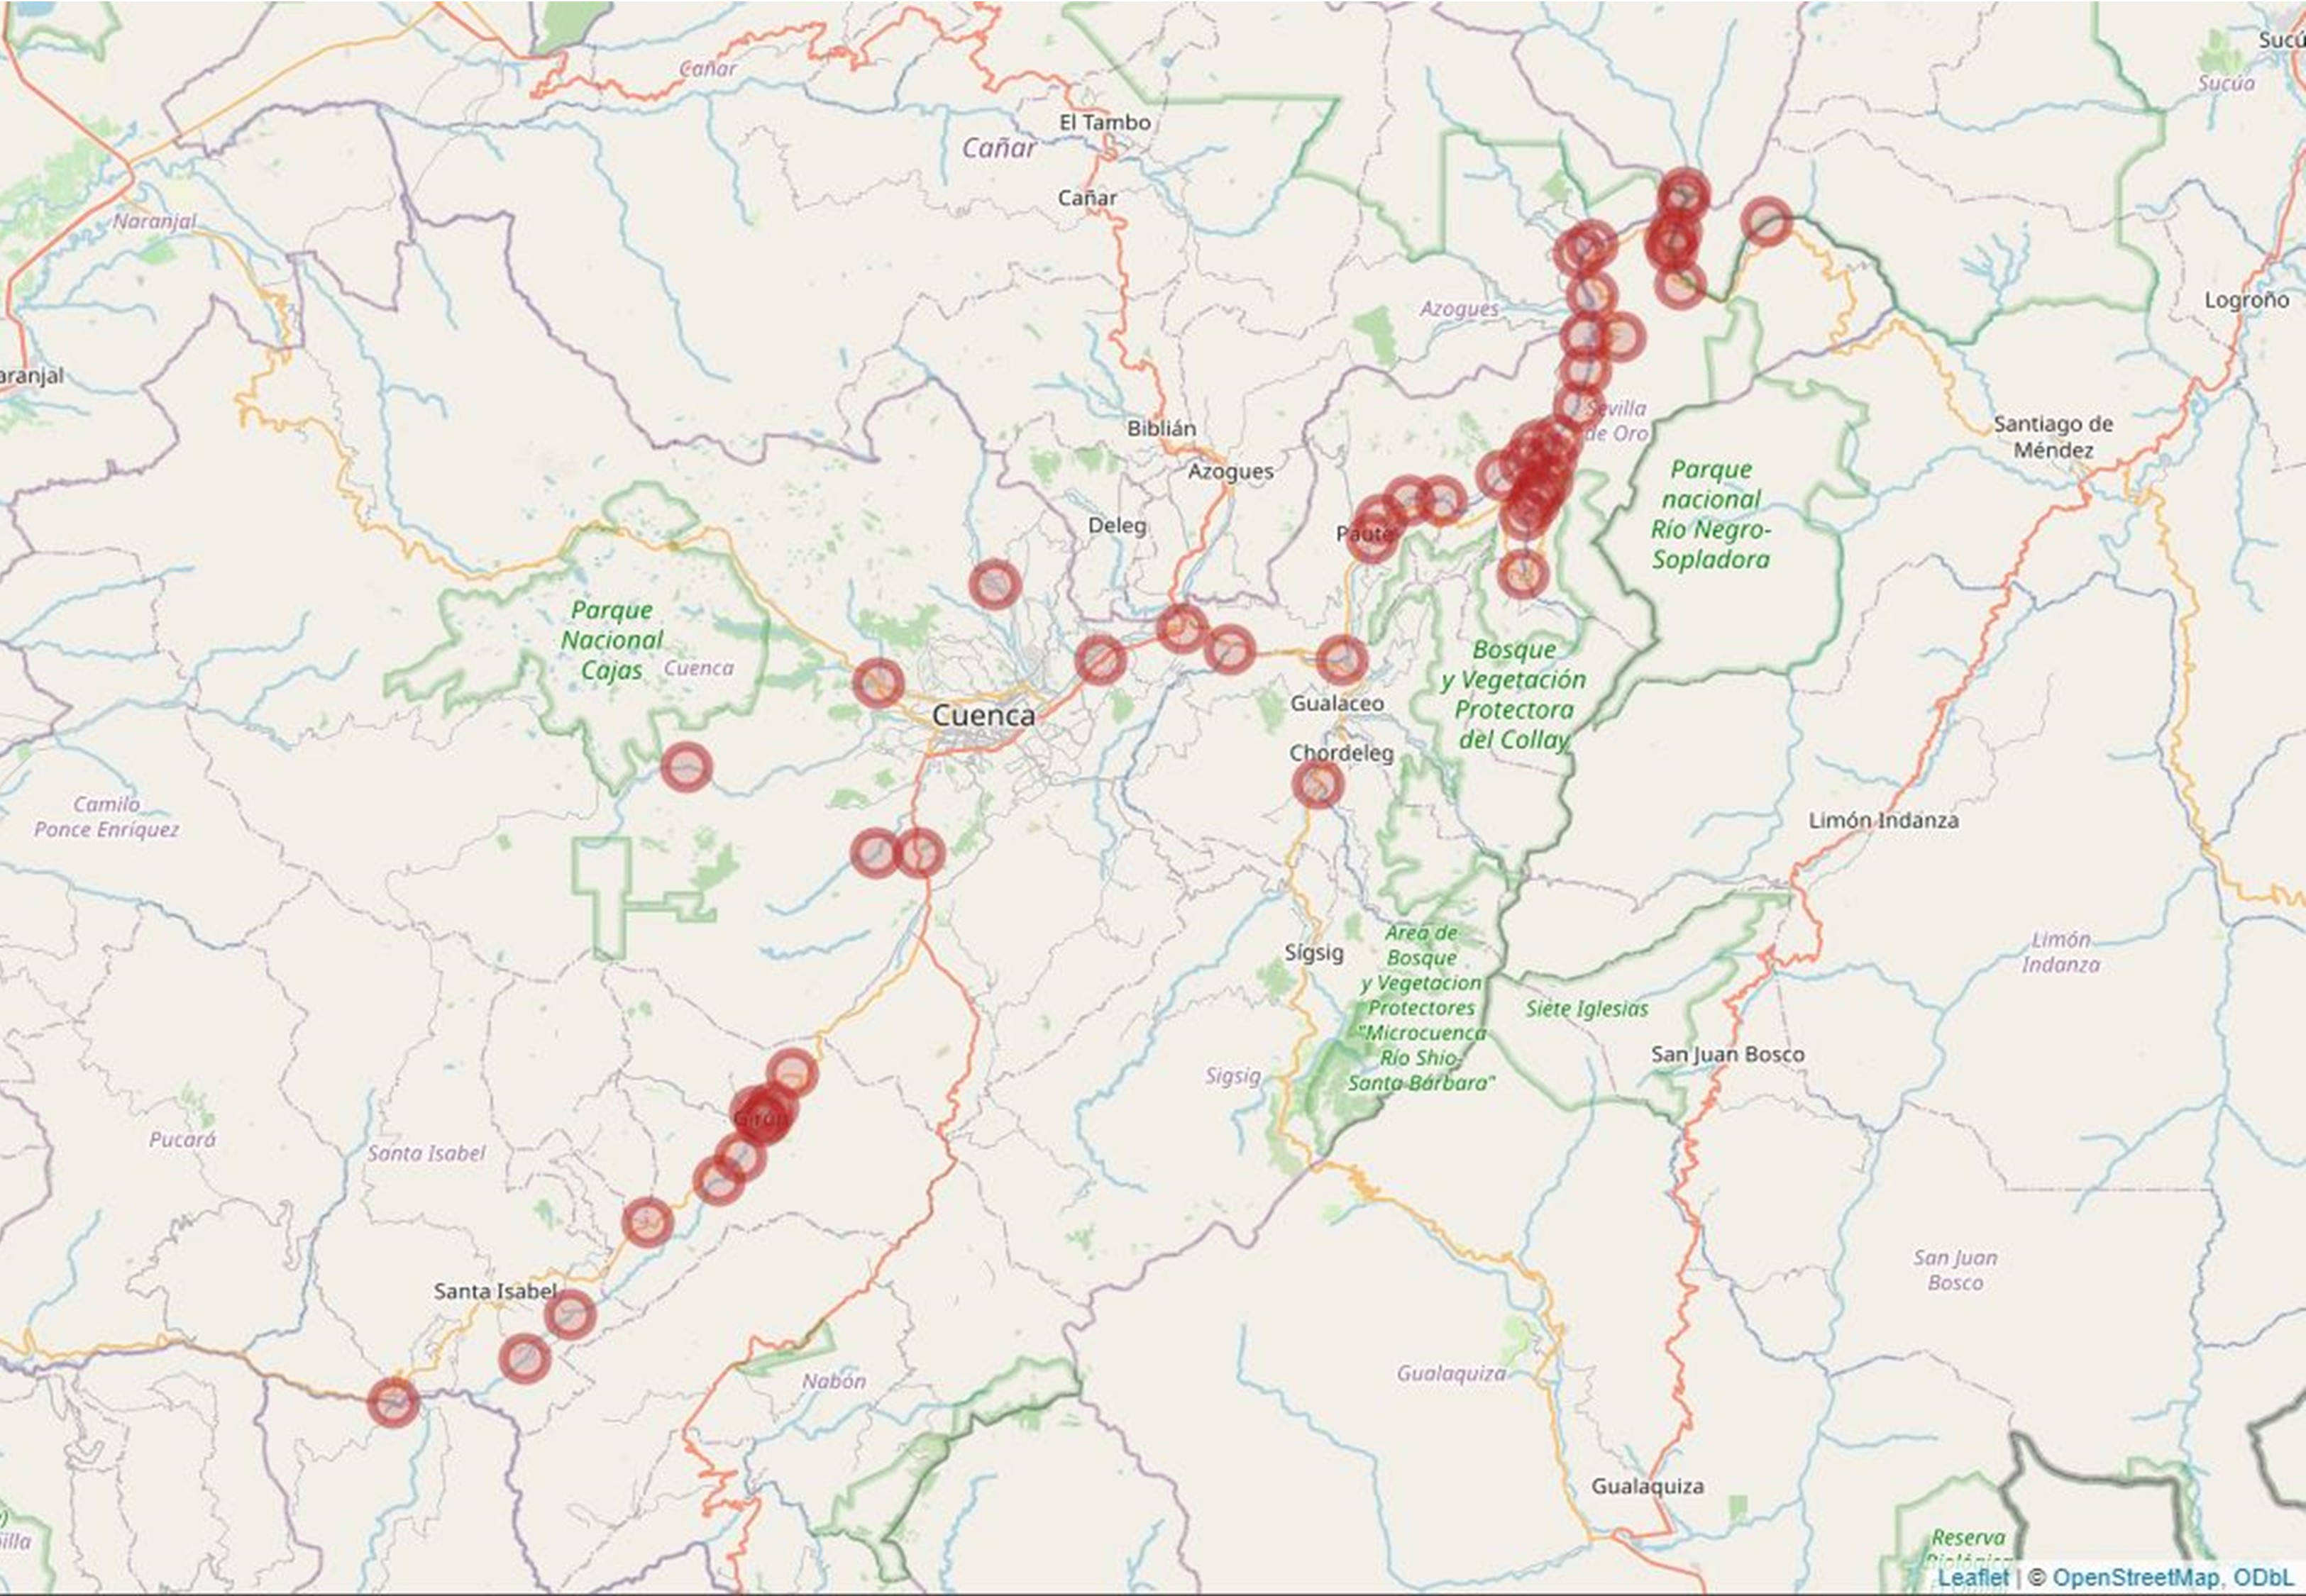 Sucú
Sucúa
Cañar
El Tambo
Cañar
Cañar
Naranjal
Logroño
Azogues
aranjal
Sevilla
de Oro
Biblián
Santiago de
Méndez
Azogues
Parque
nacional
Río Negro-
Sopladora
Deleg
Paute
Parque
Nacional
Cajas
Cuenca
Bosque
y Vegetación
Protectora
del Collay
Gualaceo
Cuenca
Chordeleg
Camilo
Ponce Enríquez
Limón Indanza
Area de
Bosque
y Vegetacion
Protectores
"Microcuenca
Río Shio-
Santa Bárbara"
Sígsig
Limón
Indanza
Siete Iglesias
San Juan Bosco
Sigsig
Girón
Pucará
Santa Isabel
San Juan
Bosco
Santa Isabel
Nabón
Gualaquiza
Gualaquiza
Reserva
Biológica
illa
Leaflet | © OpenStreetMap, ODbL